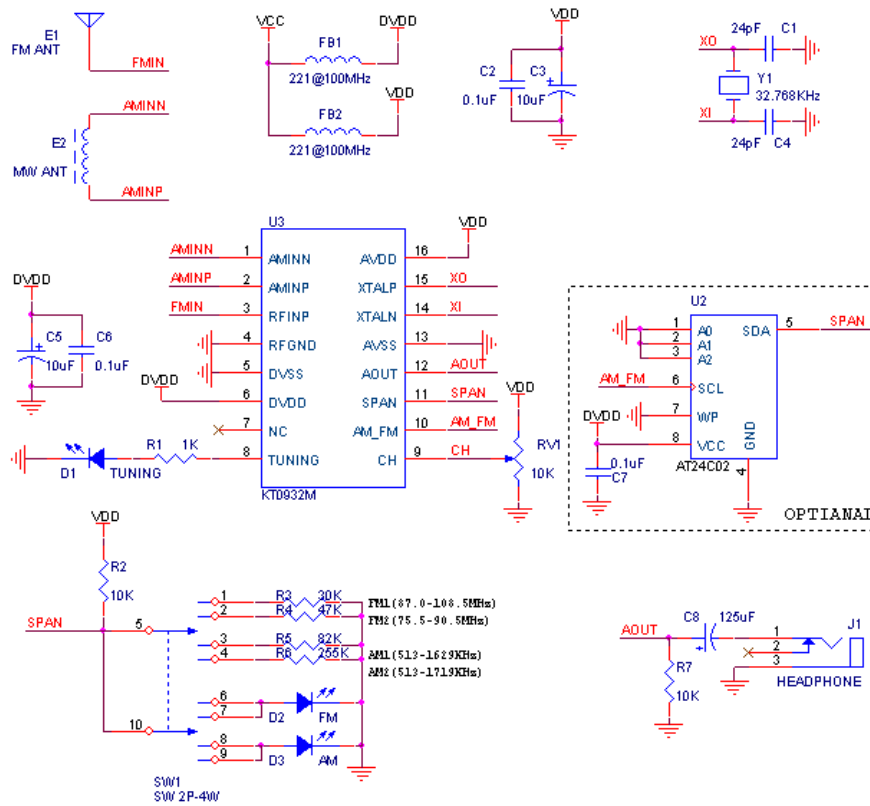 E1
FM ANT
FMIN
AMINN
E2
MW ANT
AMINP
VCC
DVDD
FB1
221@100MHz
VDD
FB2
221@100MHz
VDD
C2
C3
+
0.1uF
10uF
24pF
C1
XO
Y1
32.768KHz
XI
24pF
C4
U3
AMINN
1
AMINN
AMINP
2
AMINP
FMIN
3
RFINP
4
RFGND
5
DVSS
DVDD
6
DVDD
7
NC
8
TUNING
AVDD
16
VDD
XTALP
15
XO
XTALN
14
XI
AVSS
13
AOUT
12
AOUT
SPAN
11
SPAN
AM_FM
10
AM_FM
CH
9
CH
KT0932M
VDD
RV1
10K
DVDD
C5
+
10uF
C6
0.1uF
D1
TUNING
R1
1K
U2
1
A0
2
A1
3
A2
SDA
5
SPAN
AM_FM
6
SCL
7
WP
DVDD
8
VCC
GND
4
0.1uF
C7
AT24C02
OPTIANAL
VDD
R2
10K
SPAN
5
10
1
R3
30K
FM1(87.0-108.5MHz)
2
R4
47K
FM2(75.5-90.5MHz)
3
R5
82K
4
R6
255K
AM1(513-1629KHz)
AM2(513-1719KHz)
6
7
D2
FM
8
9
D3
AM
SW1
SW 2P-4W
AOUT
C8
125uF
+
R7
10K
1
2
3
J1
HEADPHONE